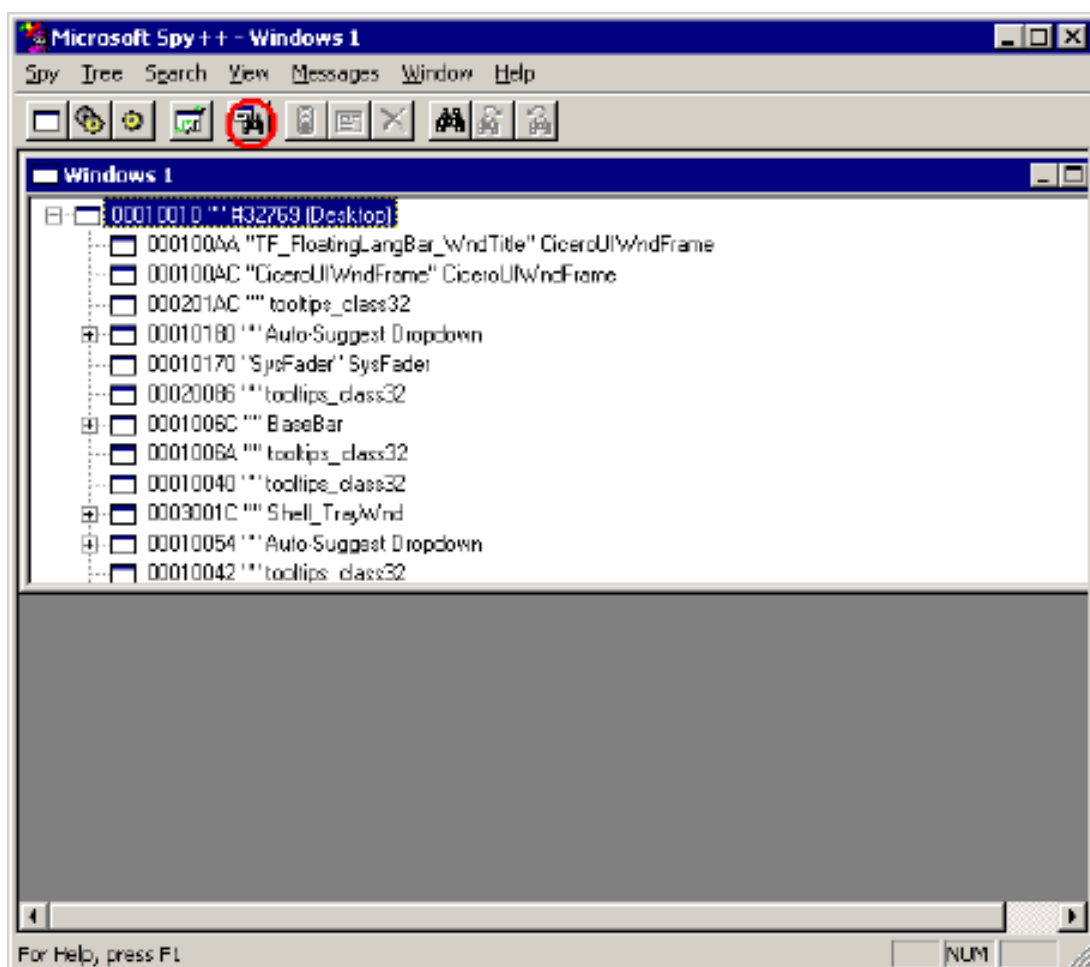 Microsoft Spy++ - Windows 1
Spy Tree Search View Messages Window Help
Windows 1
00010010 "" #32769 (Desktop)
000100AA "TF_FloatingLangBar_WndTitle" CiceroUIWndFrame
000100AC "CiceroUIWndFrame" CiceroUIWndFrame
000201AC "" tooltips_class32
00010180 "" Auto-Suggest Dropdown
00010170 "SysFader" SysFader
00020086 "" tooltips_class32
0001006C "" BaseBar
0001006A "" tooltips_class32
00010040 "" tooltips_class32
0003001C "" Shell_TrayWnd
00010054 "" Auto-Suggest Dropdown
00010042 "" tooltips_class32
For Help, press F1
NUM